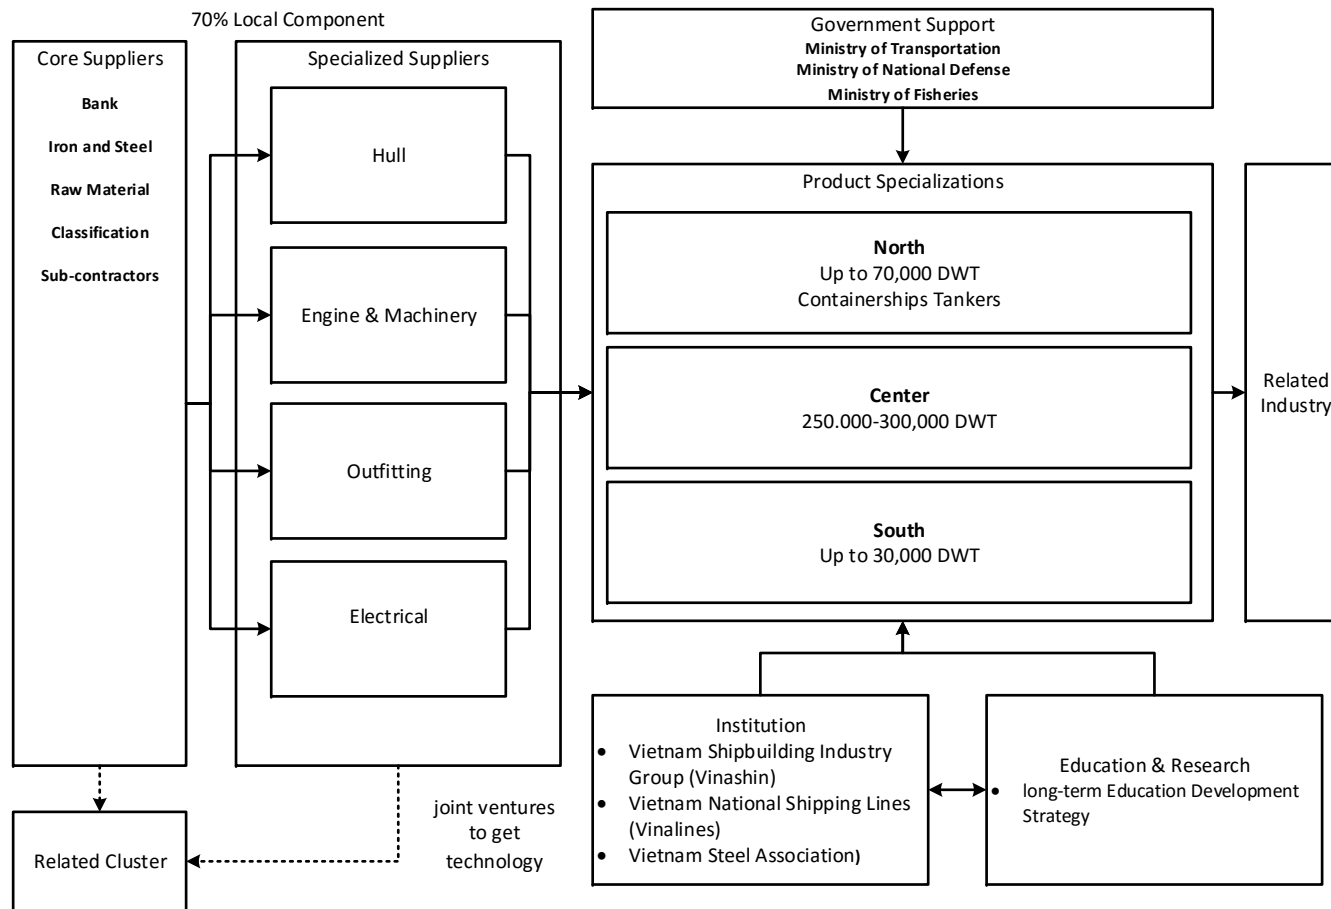 70% Local Component
Core Suppliers
Bank
Iron and Steel
Raw Material
Classification
Sub-contractors
Specialized Suppliers
Hull
Engine & Machinery
Outfitting
Electrical
Government Support
Ministry of Transportation
Ministry of National Defense
Ministry of Fisheries
Product Specializations
North
Up to 70,000 DWT
Containerships Tankers
Center
250.000-300,000 DWT
South
Up to 30,000 DWT
Related
Industry
Related Cluster
joint ventures
to get
technology
Institution
• Vietnam Shipbuilding Industry
Group (Vinashin)
• Vietnam National Shipping Lines
(Vinalines)
• Vietnam Steel Association)
Education & Research
• long-term Education Development
Strategy